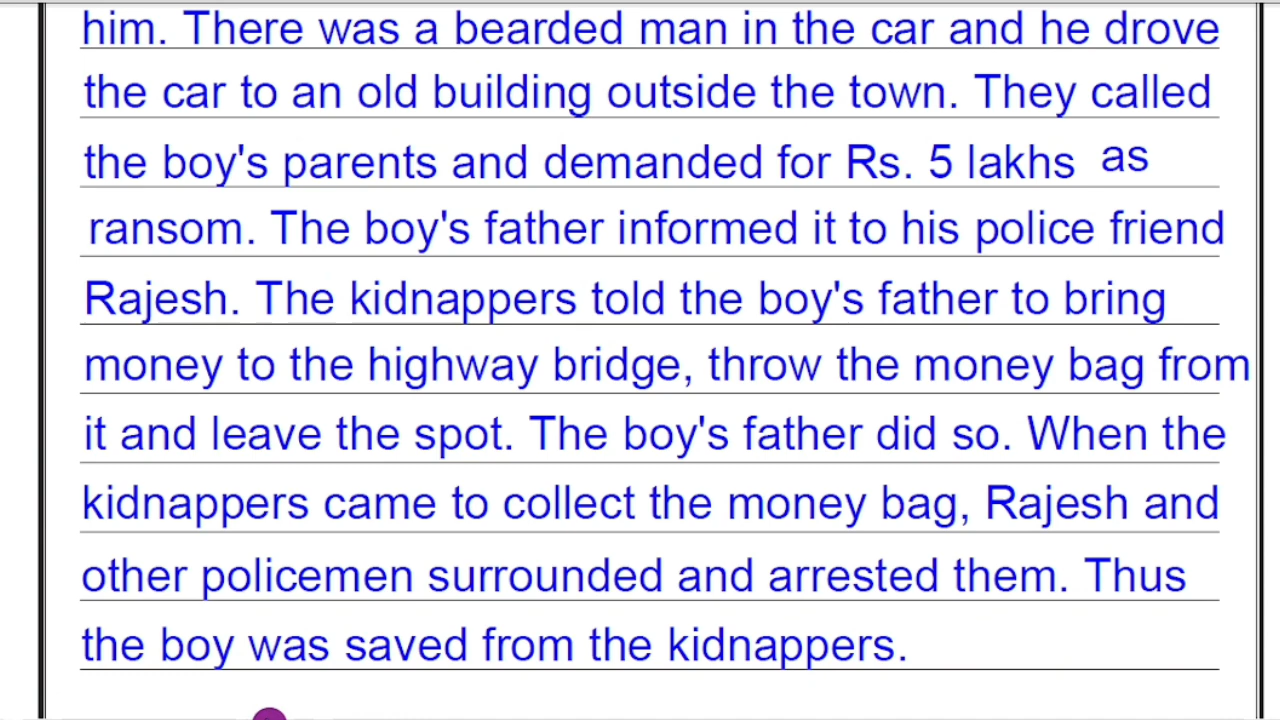 him. There was a bearded man in the car and he drove
the car to an old building outside the town. They called
the boy's parents and demanded for Rs. 5 lakhs as
ransom. The boy's father informed it to his police friend
Rajesh. The kidnappers told the boy's father to bring
money to the highway bridge, throw the money bag from
it and leave the spot. The boy's father did so. When the
kidnappers came to collect the money bag, Rajesh and
other policemen surrounded and arrested them. Thus
the boy was saved from the kidnappers.